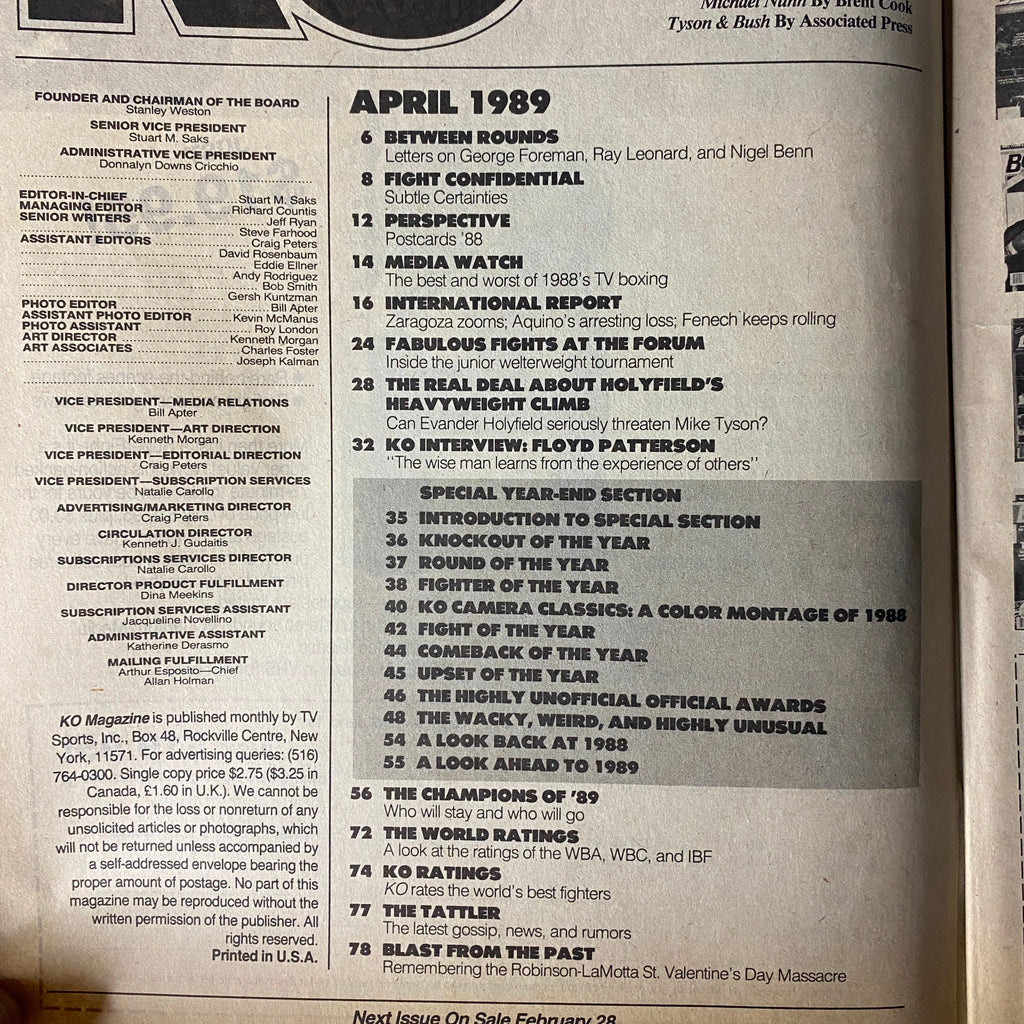 KO
Michael Nunn By Brent Cook
Tyson & Bush By Associated Press
FOUNDER AND CHAIRMAN OF THE BOARD
Stanley Weston
SENIOR VICE PRESIDENT
Stuart M. Saks
ADMINISTRATIVE VICE PRESIDENT
Donnalyn Downs Cricchio
EDITOR-IN-CHIEF Stuart M. Saks
MANAGING EDITOR Richard Countis
SENIOR WRITERS Jeff Ryan
Steve Farhood
ASSISTANT EDITORS Craig Peters
David Rosenbaum
Eddie Ellner
Andy Rodriguez
Bob Smith
Gersh Kuntzman
PHOTO EDITOR Bill Apter
ASSISTANT PHOTO EDITOR Kevin McManus
PHOTO ASSISTANT Roy London
ART DIRECTOR Kenneth Morgan
ART ASSOCIATES Charles Foster
Joseph Kalman
VICE PRESIDENT—MEDIA RELATIONS
Bill Apter
VICE PRESIDENT—ART DIRECTION
Kenneth Morgan
VICE PRESIDENT—EDITORIAL DIRECTION
Craig Peters
VICE PRESIDENT—SUBSCRIPTION SERVICES
Natalie Carollo
ADVERTISING/MARKETING DIRECTOR
Craig Peters
CIRCULATION DIRECTOR
Kenneth J. Gudaitis
SUBSCRIPTIONS SERVICES DIRECTOR
Natalie Carollo
DIRECTOR PRODUCT FULFILLMENT
Dina Meekins
SUBSCRIPTION SERVICES ASSISTANT
Jacqueline Novellino
ADMINISTRATIVE ASSISTANT
Katherine Derasmo
MAILING FULFILLMENT
Arthur Esposito—Chief
Allan Holman
KO Magazine is published monthly by TV
Sports, Inc., Box 48, Rockville Centre, New
York, 11571. For advertising queries: (516)
764-0300. Single copy price $2.75 ($3.25 in
Canada, £1.60 in U.K.). We cannot be
responsible for the loss or nonreturn of any
unsolicited articles or photographs, which
will not be returned unless accompanied by
a self-addressed envelope bearing the
proper amount of postage. No part of this
magazine may be reproduced without the
written permission of the publisher. All
rights reserved.
Printed in U.S.A.
APRIL 1989
6 BETWEEN ROUNDS
Letters on George Foreman, Ray Leonard, and Nigel Benn
8 FIGHT CONFIDENTIAL
Subtle Certainties
12 PERSPECTIVE
Postcards '88
14 MEDIA WATCH
The best and worst of 1988's TV boxing
16 INTERNATIONAL REPORT
Zaragoza zooms; Aquino's arresting loss; Fenech keeps rolling
24 FABULOUS FIGHTS AT THE FORUM
Inside the junior welterweight tournament
28 THE REAL DEAL ABOUT HOLYFIELD'S
HEAVYWEIGHT CLIMB
Can Evander Holyfield seriously threaten Mike Tyson?
32 KO INTERVIEW: FLOYD PATTERSON
"The wise man learns from the experience of others"
SPECIAL YEAR-END SECTION
35 INTRODUCTION TO SPECIAL SECTION
36 KNOCKOUT OF THE YEAR
37 ROUND OF THE YEAR
38 FIGHTER OF THE YEAR
40 KO CAMERA CLASSICS: A COLOR MONTAGE OF 1988
42 FIGHT OF THE YEAR
44 COMEBACK OF THE YEAR
45 UPSET OF THE YEAR
46 THE HIGHLY UNOFFICIAL OFFICIAL AWARDS
48 THE WACKY, WEIRD, AND HIGHLY UNUSUAL
54 A LOOK BACK AT 1988
55 A LOOK AHEAD TO 1989
56 THE CHAMPIONS OF '89
Who will stay and who will go
72 THE WORLD RATINGS
A look at the ratings of the WBA, WBC, and IBF
74 KO RATINGS
KO rates the world's best fighters
77 THE TATTLER
The latest gossip, news, and rumors
78 BLAST FROM THE PAST
Remembering the Robinson-LaMotta St. Valentine's Day Massacre
Next Issue On Sale February 28